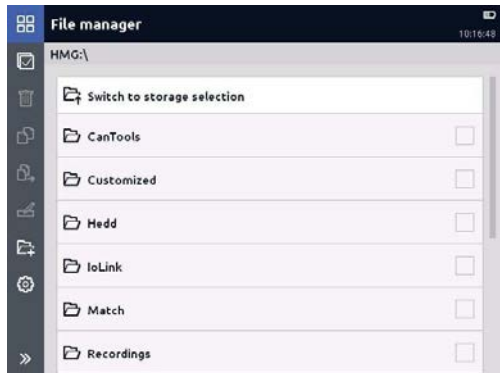 File manager
10:16:48
HMG:\
Switch to storage selection
CanTools
Customized
Hedd
IoLink
Match
Recordings